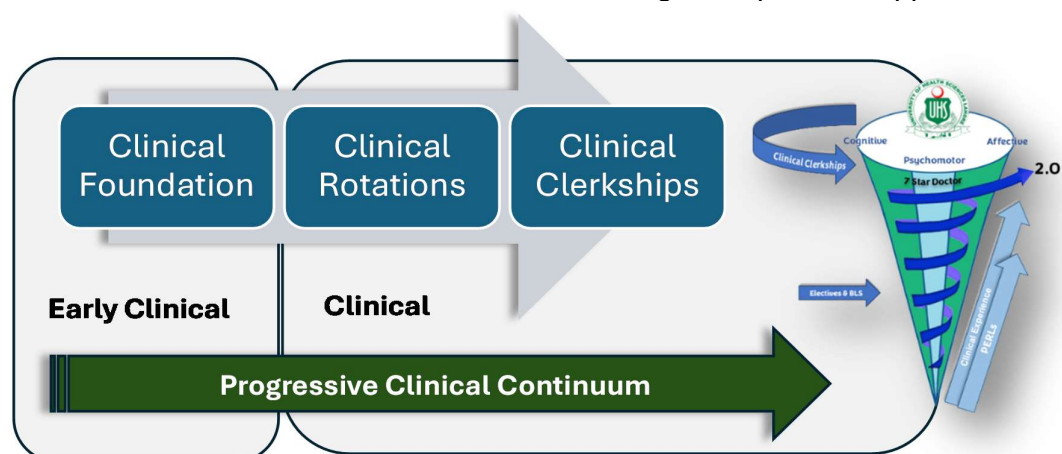 Clinical
Foundation
Clinical
Rotations
Clinical
Clerkships
Early Clinical
Clinical
Progressive Clinical Continuum
UHS
Cognitive
Affective
Clinical Clerkships
Psychomotor
7 Star Doctor
2.0
Electives & BLS
Clinical Experience
PERLs